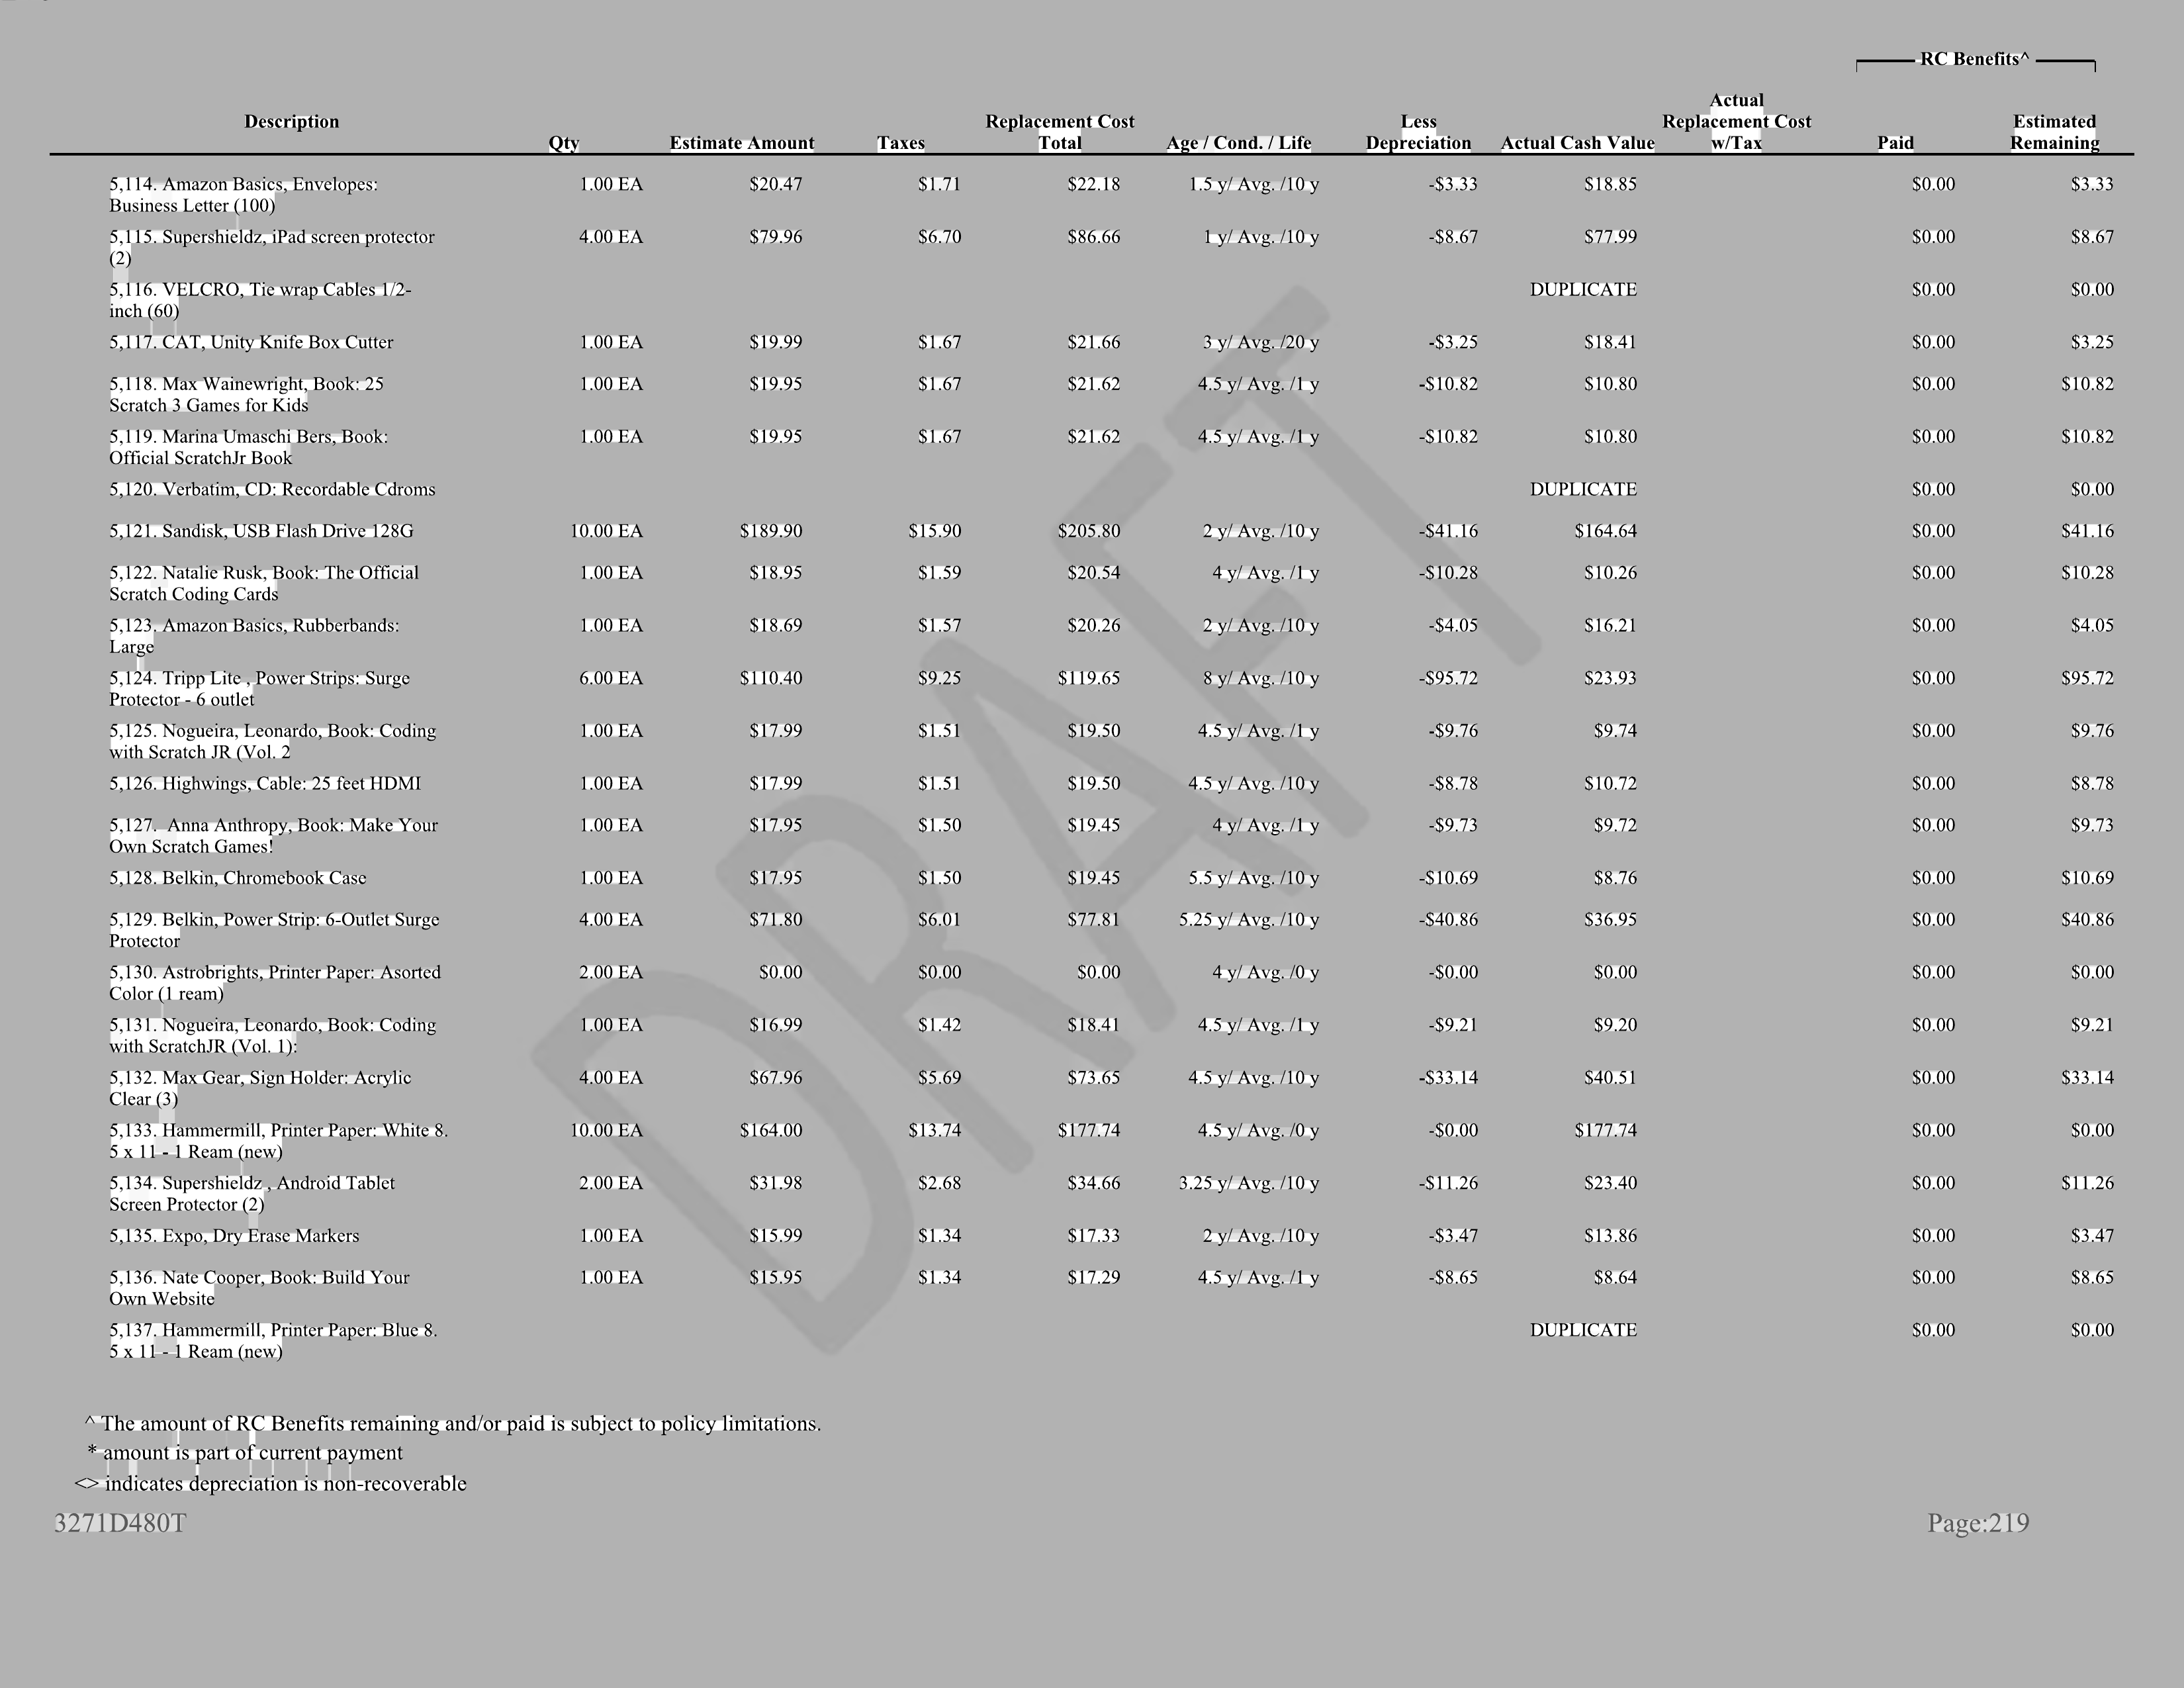 RC Benefits^
Description Qty Estimate Amount Taxes Replacement Cost Total Age / Cond. / Life Less Depreciation Actual Cash Value Actual Replacement Cost w/Tax Paid Estimated Remaining
5,114. Amazon Basics, Envelopes: 1.00 EA $20.47 $1.71 $22.18 1.5 y/ Avg. /10 y -$3.33 $18.85 $0.00 $3.33
Business Letter (100)
5,115. Supershieldz, iPad screen protector 4.00 EA $79.96 $6.70 $86.66 1 y/ Avg. /10 y -$8.67 $77.99 $0.00 $8.67
(2)
5,116. VELCRO, Tie wrap Cables 1/2- DUPLICATE $0.00 $0.00
inch (60)
5,117. CAT, Unity Knife Box Cutter 1.00 EA $19.99 $1.67 $21.66 3 y/ Avg. /20 y -$3.25 $18.41 $0.00 $3.25
5,118. Max Wainewright, Book: 25 1.00 EA $19.95 $1.67 $21.62 4.5 y/ Avg. /1 y -$10.82 $10.80 $0.00 $10.82
Scratch 3 Games for Kids
5,119. Marina Umaschi Bers, Book: 1.00 EA $19.95 $1.67 $21.62 4.5 y/ Avg. /1 y -$10.82 $10.80 $0.00 $10.82
Official ScratchJr Book
5,120. Verbatim, CD: Recordable Cdroms DUPLICATE $0.00 $0.00
5,121. Sandisk, USB Flash Drive 128G 10.00 EA $189.90 $15.90 $205.80 2 y/ Avg. /10 y -$41.16 $164.64 $0.00 $41.16
5,122. Natalie Rusk, Book: The Official 1.00 EA $18.95 $1.59 $20.54 4 y/ Avg. /1 y -$10.28 $10.26 $0.00 $10.28
Scratch Coding Cards
5,123. Amazon Basics, Rubberbands: 1.00 EA $18.69 $1.57 $20.26 2 y/ Avg. /10 y -$4.05 $16.21 $0.00 $4.05
Large
5,124. Tripp Lite , Power Strips: Surge 6.00 EA $110.40 $9.25 $119.65 8 y/ Avg. /10 y -$95.72 $23.93 $0.00 $95.72
Protector - 6 outlet
5,125. Nogueira, Leonardo, Book: Coding 1.00 EA $17.99 $1.51 $19.50 4.5 y/ Avg. /1 y -$9.76 $9.74 $0.00 $9.76
with Scratch JR (Vol. 2
5,126. Highwings, Cable: 25 feet HDMI 1.00 EA $17.99 $1.51 $19.50 4.5 y/ Avg. /10 y -$8.78 $10.72 $0.00 $8.78
5,127. Anna Anthropy, Book: Make Your 1.00 EA $17.95 $1.50 $19.45 4 y/ Avg. /1 y -$9.73 $9.72 $0.00 $9.73
Own Scratch Games!
5,128. Belkin, Chromebook Case 1.00 EA $17.95 $1.50 $19.45 5.5 y/ Avg. /10 y -$10.69 $8.76 $0.00 $10.69
5,129. Belkin, Power Strip: 6-Outlet Surge 4.00 EA $71.80 $6.01 $77.81 5.25 y/ Avg. /10 y -$40.86 $36.95 $0.00 $40.86
Protector
5,130. Astrobrights, Printer Paper: Asorted 2.00 EA $0.00 $0.00 $0.00 4 y/ Avg. /0 y -$0.00 $0.00 $0.00 $0.00
Color (1 ream)
5,131. Nogueira, Leonardo, Book: Coding 1.00 EA $16.99 $1.42 $18.41 4.5 y/ Avg. /1 y -$9.21 $9.20 $0.00 $9.21
with ScratchJR (Vol. 1):
5,132. Max Gear, Sign Holder: Acrylic 4.00 EA $67.96 $5.69 $73.65 4.5 y/ Avg. /10 y -$33.14 $40.51 $0.00 $33.14
Clear (3)
5,133. Hammermill, Printer Paper: White 8. 10.00 EA $164.00 $13.74 $177.74 4.5 y/ Avg. /0 y -$0.00 $177.74 $0.00 $0.00
5 x 11 - 1 Ream (new)
5,134. Supershieldz , Android Tablet 2.00 EA $31.98 $2.68 $34.66 3.25 y/ Avg. /10 y -$11.26 $23.40 $0.00 $11.26
Screen Protector (2)
5,135. Expo, Dry Erase Markers 1.00 EA $15.99 $1.34 $17.33 2 y/ Avg. /10 y -$3.47 $13.86 $0.00 $3.47
5,136. Nate Cooper, Book: Build Your 1.00 EA $15.95 $1.34 $17.29 4.5 y/ Avg. /1 y -$8.65 $8.64 $0.00 $8.65
Own Website
5,137. Hammermill, Printer Paper: Blue 8. DUPLICATE $0.00 $0.00
5 x 11 - 1 Ream (new)
DRAFT
^ The amount of RC Benefits remaining and/or paid is subject to policy limitations.
* amount is part of current payment
<> indicates depreciation is non-recoverable
3271D480T Page:219